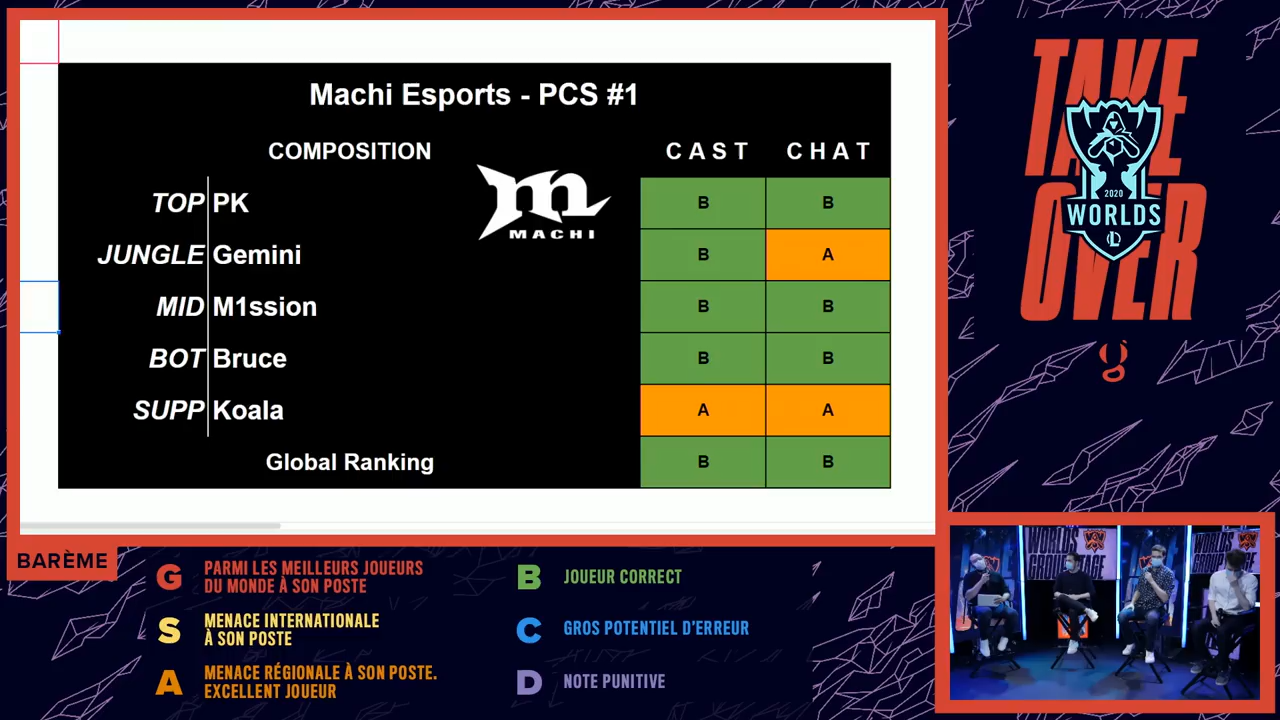 Machi Esports - PCS #1
COMPOSITION
CAST CHAT
TOP PK B B
MACHI
JUNGLE Gemini B A
MID M1ssion B B
BOT Bruce B B
SUPP Koala A A
Global Ranking B B
TAKE
OVER
2020
WORLDS
BARÈME
G PARMI LES MEILLEURS JOUEURS
DU MONDE À SON POSTE
S MENACE INTERNATIONALE
À SON POSTE
A MENACE RÉGIONALE À SON POSTE.
EXCELLENT JOUEUR
B JOUEUR CORRECT
C GROS POTENTIEL D'ERREUR
D NOTE PUNITIVE
WORLDS